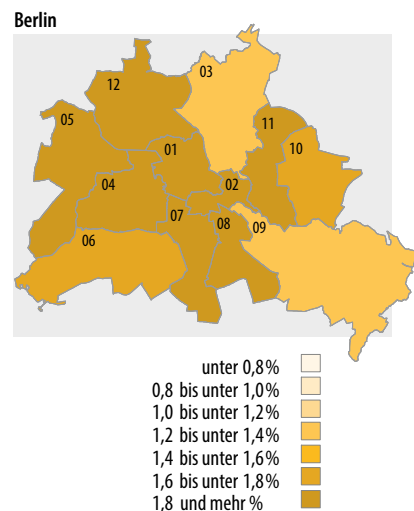 Berlin
03
12
05
11
01
10
04
02
07
08
09
06
unter 0,8%
0,8 bis unter 1,0%
1,0 bis unter 1,2%
1,2 bis unter 1,4%
1,4 bis unter 1,6%
1,6 bis unter 1,8%
1,8 und mehr %